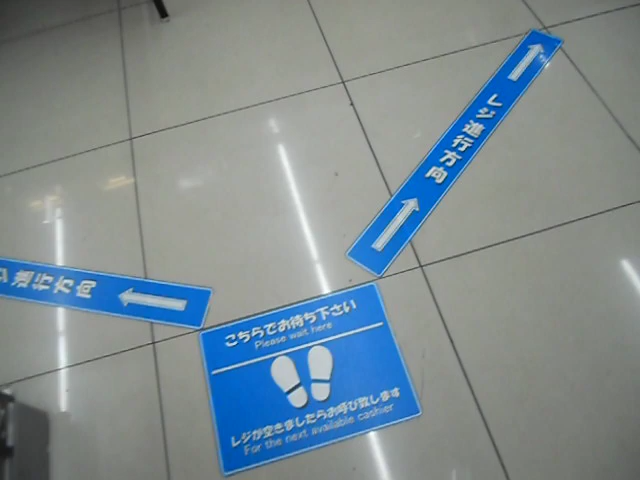 レジ進行方向
ジ進行方向
こちらでお待ち下さい
Please wait here
レジが空きましたらお呼び致します
For the next available cashier